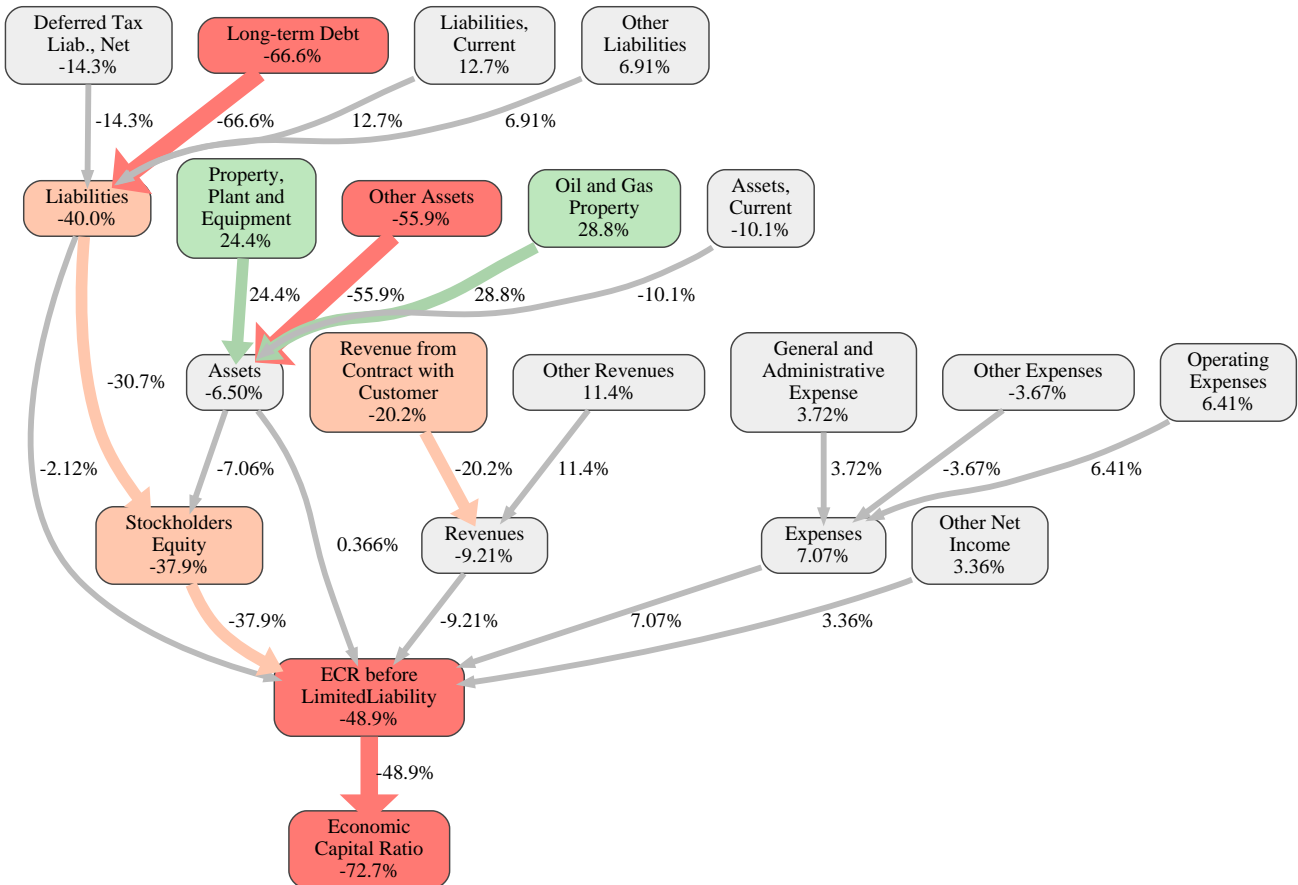 Deferred Tax
Liab., Net
-14.3%
Long-term Debt
-66.6%
Liabilities,
Current
12.7%
Other
Liabilities
6.91%
-14.3%
-66.6%
12.7%
6.91%
Liabilities
-40.0%
Property,
Plant and
Equipment
24.4%
Other Assets
-55.9%
Oil and Gas
Property
28.8%
Assets,
Current
-10.1%
24.4%
-55.9%
28.8%
-10.1%
-30.7%
Assets
-6.50%
Revenue from
Contract with
Customer
-20.2%
Other Revenues
11.4%
General and
Administrative
Expense
3.72%
Other Expenses
-3.67%
Operating
Expenses
6.41%
-2.12%
-7.06%
-20.2%
11.4%
3.72%
-3.67%
6.41%
Stockholders
Equity
-37.9%
0.366%
Revenues
-9.21%
Expenses
7.07%
Other Net
Income
3.36%
-37.9%
-9.21%
7.07%
3.36%
ECR before
LimitedLiability
-48.9%
-48.9%
Economic
Capital Ratio
-72.7%